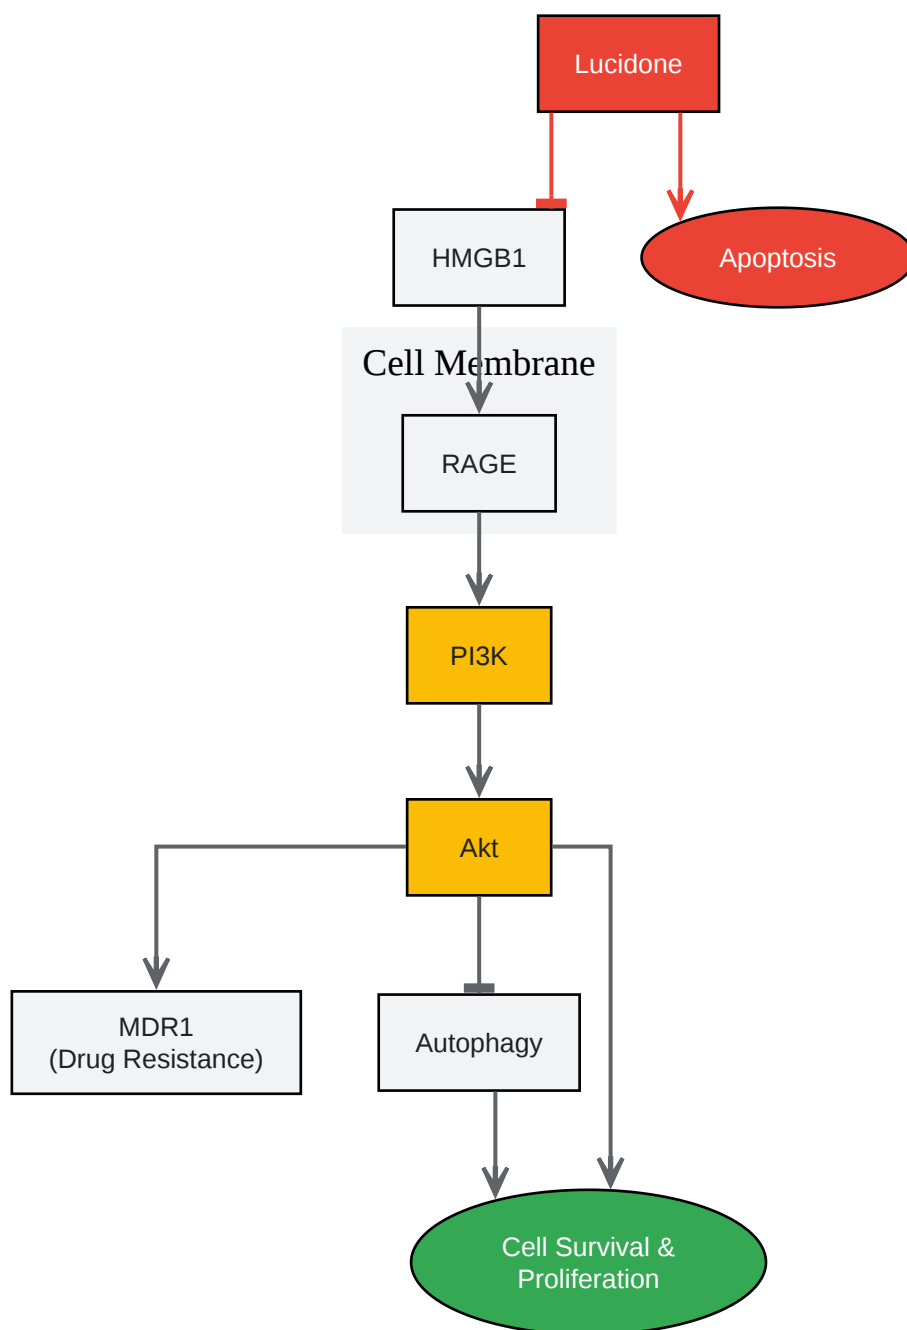 Lucidone
HMGB1
Apoptosis
Cell Membrane
RAGE
PI3K
Akt
MDR1
(Drug Resistance)
Autophagy
Cell Survival &
Proliferation